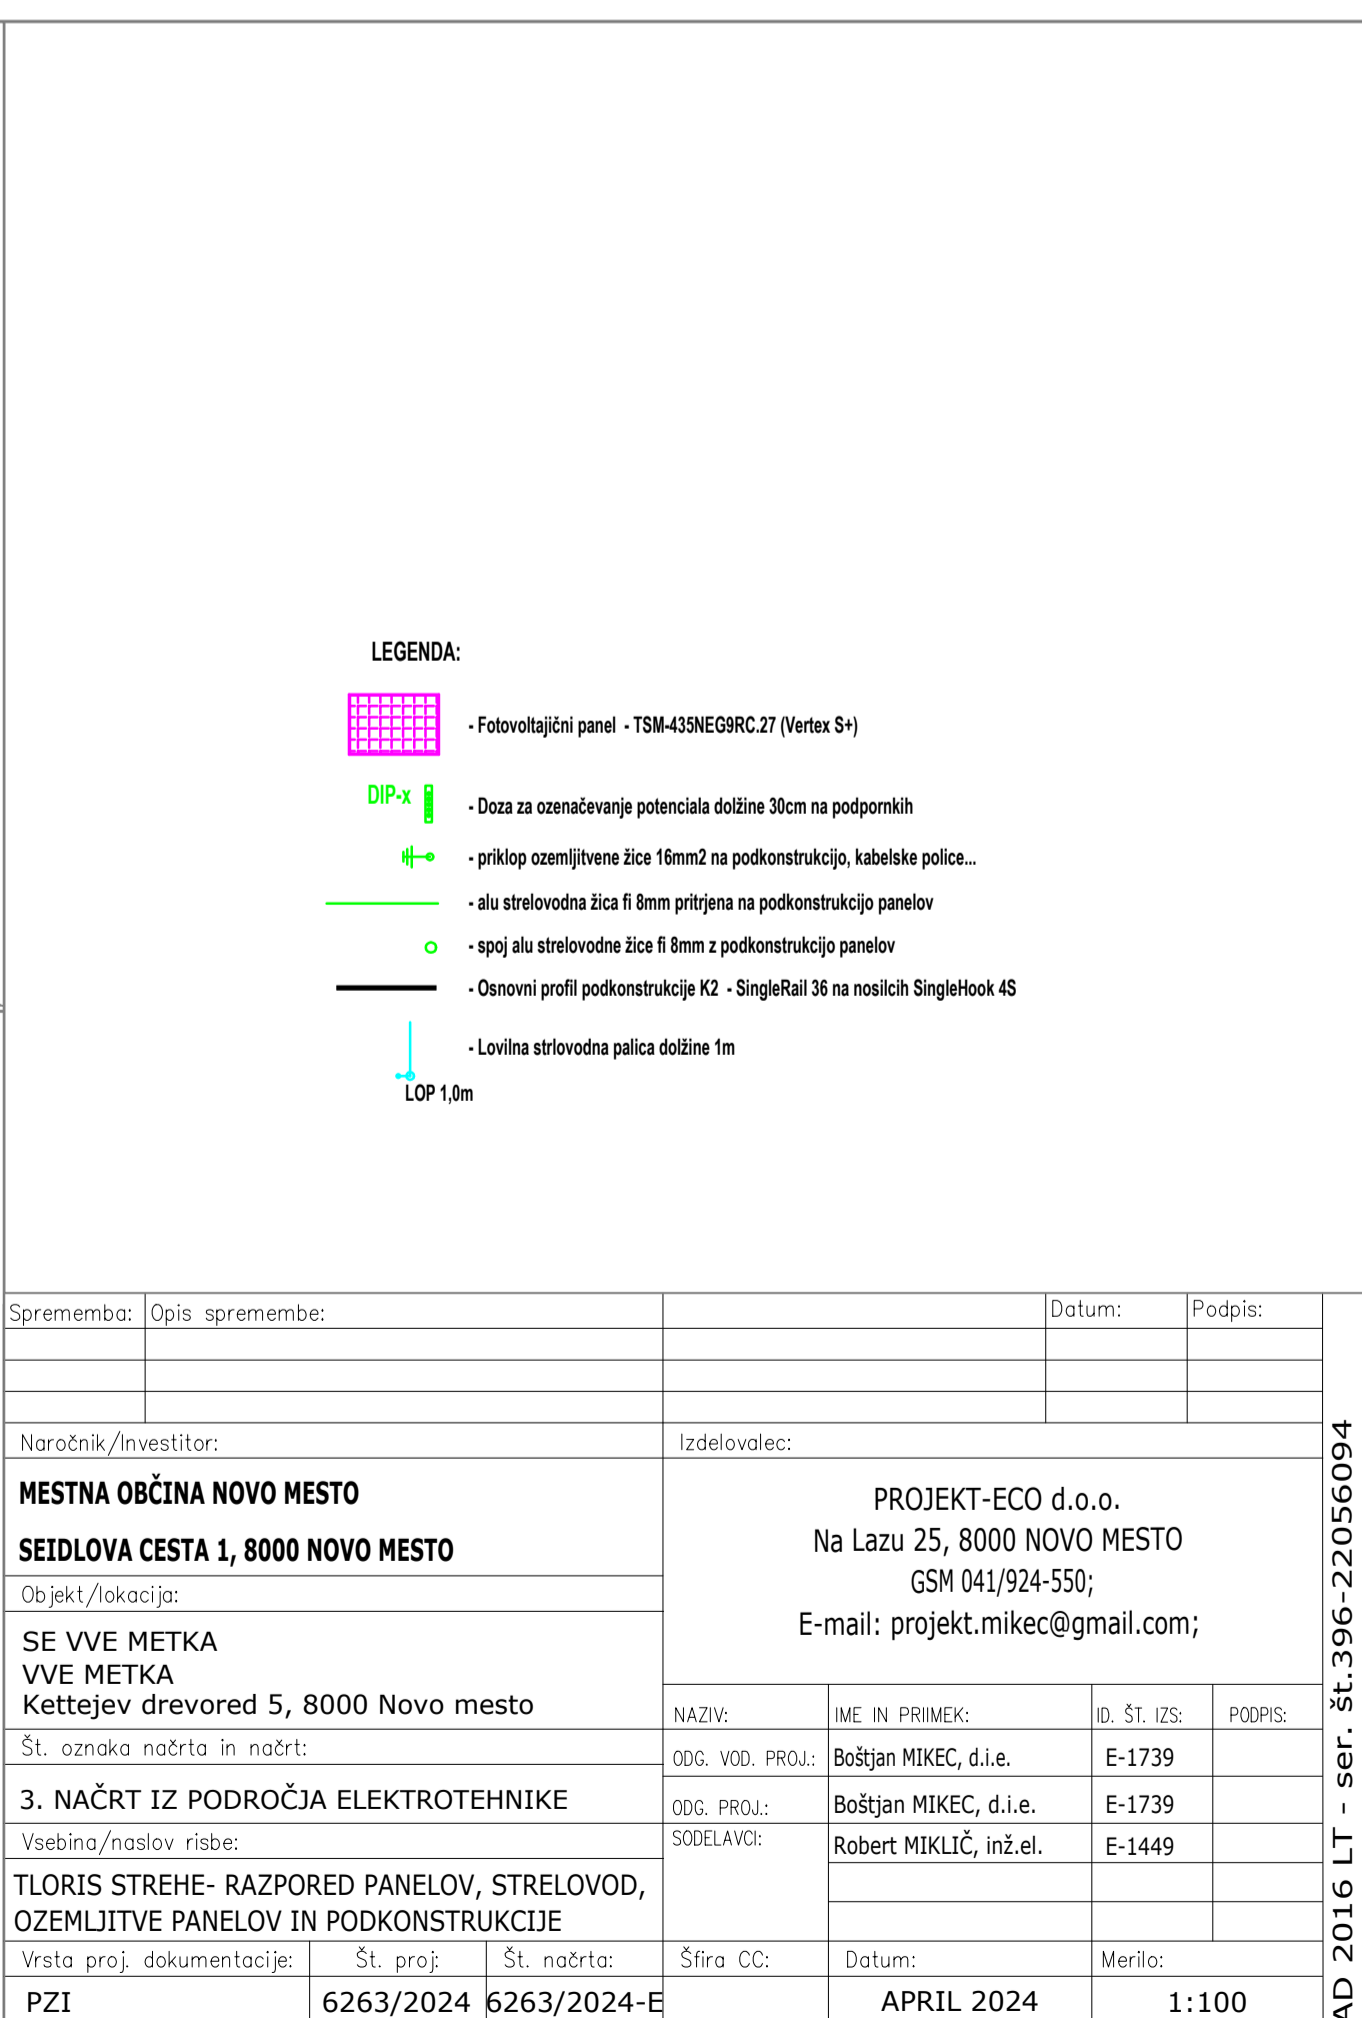 LEGENDA:
- Fotovoltajični panel - TSM-435NEG9RC.27 (Vertex S+)
DIP-x
- Doza za ozenačevanje potenciala dolžine 30cm na podpornkih
- priklop ozemljitvene žice 16mm2 na podkonstrukcijo, kabelske police...
- alu strelovodna žica fi 8mm pritrjena na podkonstrukcijo panelov
- spoj alu strelovodne žice fi 8mm z podkonstrukcijo panelov
- Osnovni profil podkonstrukcije K2 - SingleRail 36 na nosilcih SingleHook 4S
- Lovilna strlovodna palica dolžine 1m
LOP 1,0m
Sprememba: Opis spremembe: Datum: Podpis:
Naročnik/Investitor:
MESTNA OBČINA NOVO MESTO
SEIDLOVA CESTA 1, 8000 NOVO MESTO
Izdelovalec:
PROJEKT-ECO d.o.o.
Na Lazu 25, 8000 NOVO MESTO
GSM 041/924-550;
E-mail: projekt.mikec@gmail.com;
Objekt/lokacija:
SE VVE METKA
VVE METKA
Kettejev drevored 5, 8000 Novo mesto
NAZIV: IME IN PRIIMEK: ID. ŠT. IZS: PODPIS:
Št. oznaka načrta in načrt:
ODG. VOD. PROJ.: Boštjan MIKEC, d.i.e. E-1739
3. NAČRT IZ PODROČJA ELEKTROTEHNIKE
ODG. PROJ.: Boštjan MIKEC, d.i.e. E-1739
Vsebina/naslov risbe:
SODELAVCI: Robert MIKLIČ, inž.el. E-1449
TLORIS STREHE- RAZPORED PANELOV, STRELOVOD,
OZEMLJITVE PANELOV IN PODKONSTRUKCIJE
Vrsta proj. dokumentacije: Št. proj: Št. načrta: Šfira CC: Datum: Merilo:
PZI 6263/2024 6263/2024-E APRIL 2024 1:100
AD 2016 LT - ser. št.396-22056094